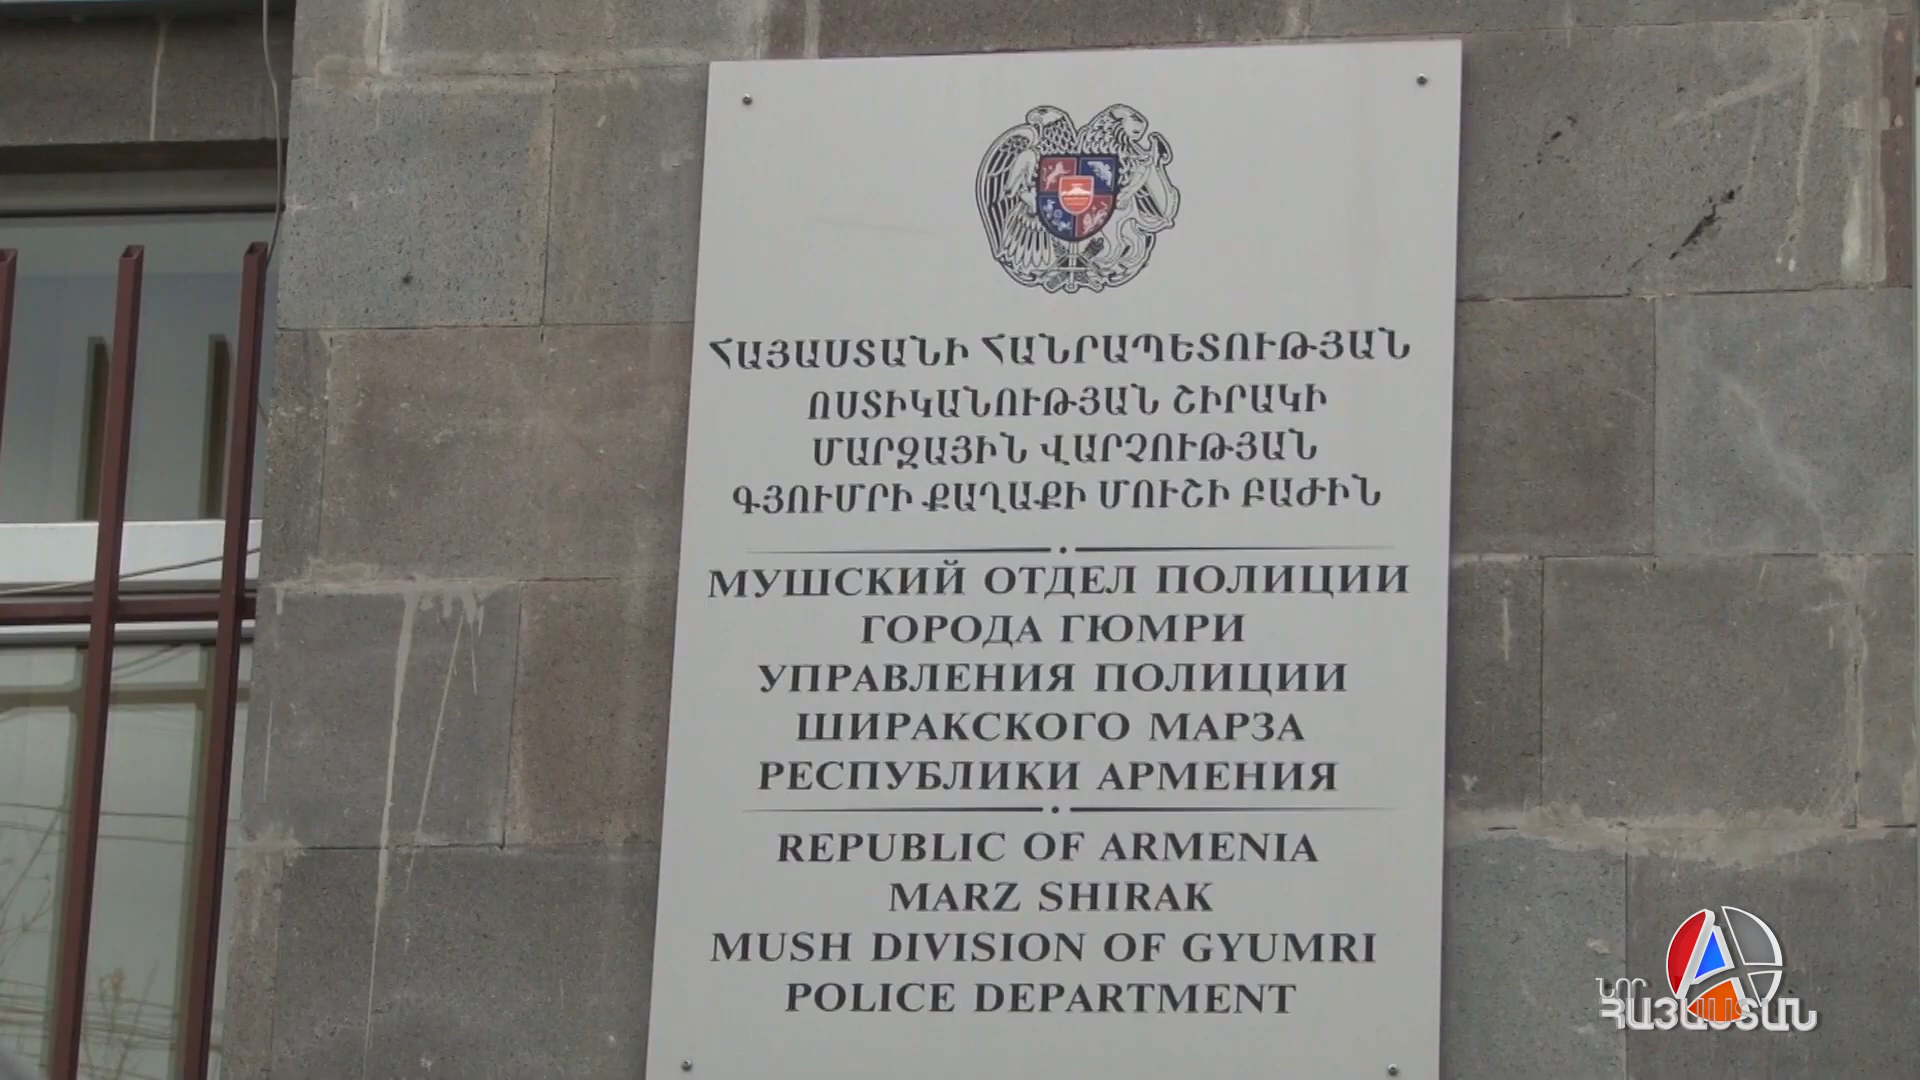 ՀԱՅԱՍՏԱՆԻ ՀԱՆՐԱՊԵՏՈՒԹՅԱՆ
ՈՍՏԻԿԱՆՈՒԹՅԱՆ ՇԻՐԱԿԻ
ՄԱՐԶԱՅԻՆ ՎԱՐՉՈՒԹՅԱՆ
ԳՅՈՒՄՐԻ ՔԱՂԱՔԻ ՄՈՒՇԻ ԲԱԺԻՆ
МУШСКИЙ ОТДЕЛ ПОЛИЦИИ
ГОРОДА ГЮМРИ
УПРАВЛЕНИЯ ПОЛИЦИИ
ШИРАКСКОГО МАРЗА
РЕСПУБЛИКИ АРМЕНИЯ
REPUBLIC OF ARMENIA
MARZ SHIRAK
MUSH DIVISION OF GYUMRI
POLICE DEPARTMENT
ՆՈՐ
ՀԱՅԱՍՏԱՆ